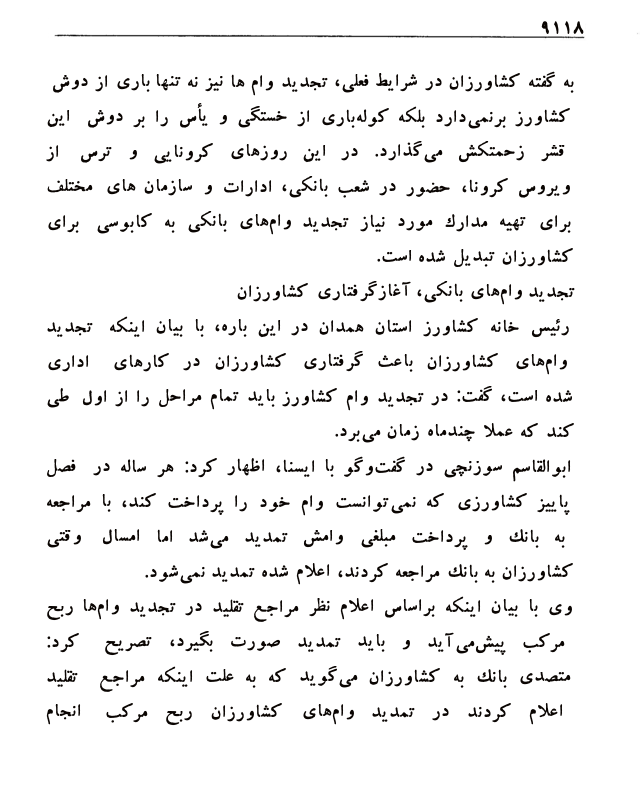 ۹۱۱۸
به گفته کشاورزان در شرایط فعلی، تجدید وام ها نیز نه تنها باری از دوش
کشاورز برنمی‌دارد بلکه کوله‌باری از خستگی و یأس را بر دوش این
قشر زحمتکش می‌گذارد. در این روزهای کرونایی و ترس از
ویروس کرونا، حضور در شعب بانکی، ادارات و سازمان های مختلف
برای تهیه مدارك مورد نیاز تجدید وام‌های بانکی به کابوسی برای
کشاورزان تبدیل شده است.
تجدید وام‌های بانکی، آغازگرفتاری کشاورزان
رئیس خانه کشاورز استان همدان در این باره، با بیان اینکه تجدید
وام‌های کشاورزان باعث گرفتاری کشاورزان در کارهای اداری
شده است، گفت: در تجدید وام کشاورز باید تمام مراحل را از اول طی
کند که عملا چندماه زمان می‌برد.
ابوالقاسم سوزنچی در گفت‌وگو با ایسنا، اظهار کرد: هر ساله در فصل
پاییز کشاورزی که نمی‌توانست وام خود را پرداخت کند، با مراجعه
به بانك و پرداخت مبلغی وامش تمدید می‌شد اما امسال وقتی
کشاورزان به بانك مراجعه کردند، اعلام شده تمدید نمی‌شود.
وی با بیان اینکه براساس اعلام نظر مراجع تقلید در تجدید وام‌ها ربح
مرکب پیش‌می‌آید و باید تمدید صورت بگیرد، تصریح کرد:
متصدی بانك به کشاورزان می‌گوید که به علت اینکه مراجع تقلید
اعلام کردند در تمدید وام‌های کشاورزان ربح مرکب انجام